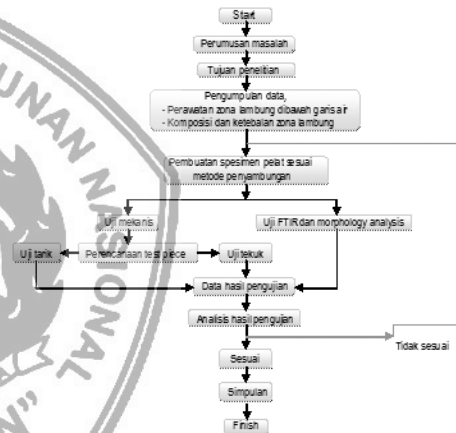 Start
Perumusan masalah
Tujuan penelitian
Pengumpulan data,
- Perawatan zona lambung dibawah garis air
- Komposisi dan ketebalan zona lambung
Pembuatan spesimen pelat sesuai
metode penyambungan
Uji mekanis
Uji FTIR dan morphology analysis
Uji tarik
Perencanaan test piece
Uji tekuk
Data hasil pengujian
Analisis hasil pengujian
Tidak sesuai
Sesuai
Simpulan
Finish
NASIONAL